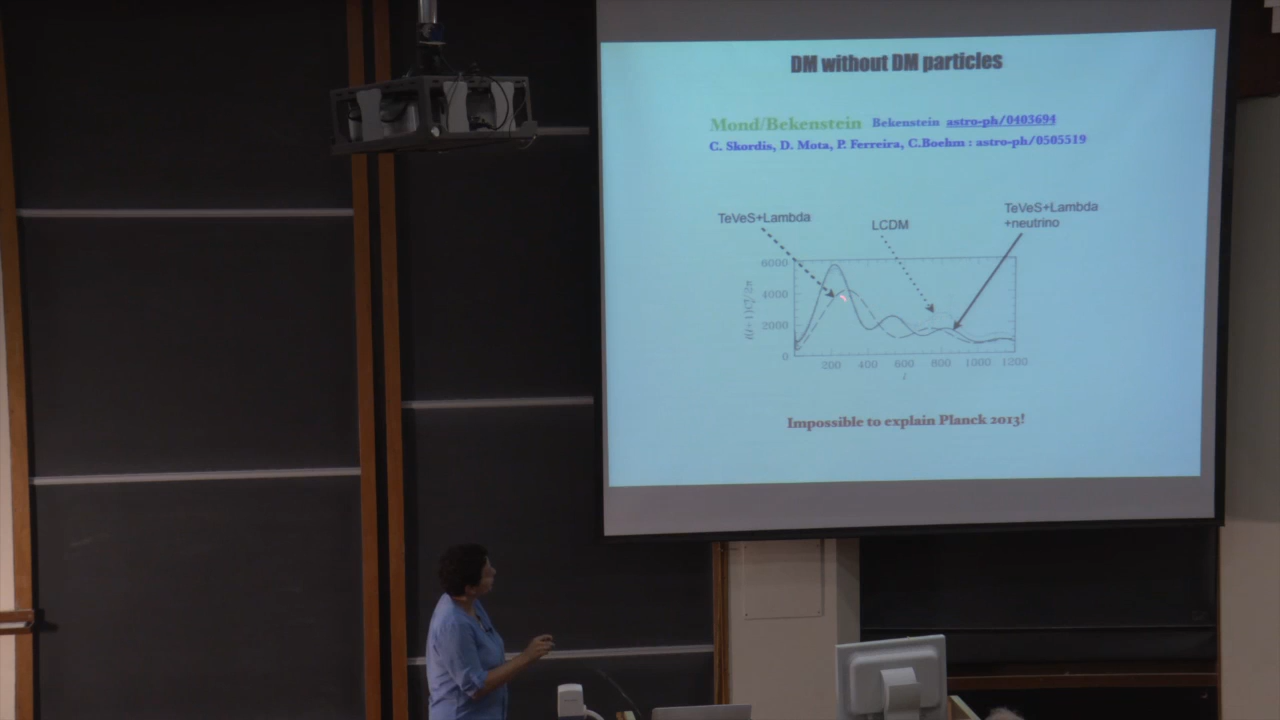 DM without DM particles
Mond/Bekenstein Bekenstein astro-ph/0403694
C. Skordis, D. Mota, P. Ferreira, C.Boehm : astro-ph/0505519
TeVeS+Lambda
LCDM
TeVeS+Lambda
+neutrino
6000
4000
2000
0
200 400 600 800 1000 1200
l
Impossible to explain Planck 2013!